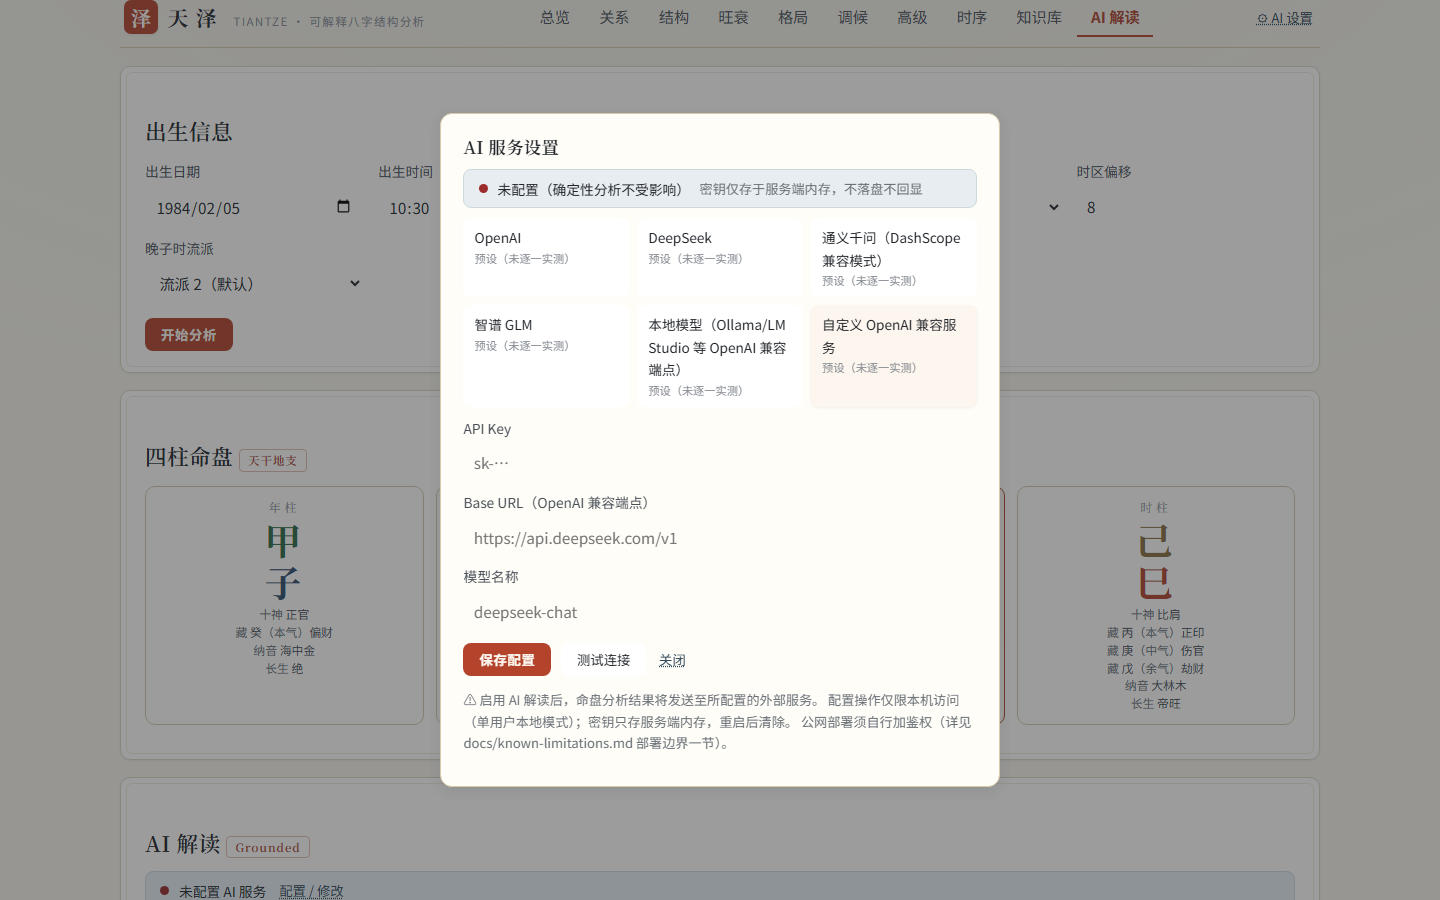 泽 天泽 TIANTZE · 可解释八字结构分析 总览 关系 结构 旺衰 格局 调候 高级 时序 知识库 AI 解读 ⚙ AI 设置
出生信息
出生日期 出生时间 时区偏移
1984/02/05 10:30 8
晚子时流派
流派 2（默认）
开始分析
四柱命盘 天干地支
年柱
甲
子
十神 正官
藏 癸（本气）偏财
纳音 海中金
长生 绝
时柱
己
巳
十神 比肩
藏 丙（本气）正印
藏 庚（中气）伤官
藏 戊（余气）劫财
纳音 大林木
长生 帝旺
AI 解读 Grounded
未配置 AI 服务 配置 / 修改
AI 服务设置
未配置（确定性分析不受影响） 密钥仅存于服务端内存，不落盘不回显
OpenAI
预设（未逐一实测）
DeepSeek
预设（未逐一实测）
通义千问（DashScope
兼容模式）
预设（未逐一实测）
智谱 GLM
预设（未逐一实测）
本地模型（Ollama/LM
Studio 等 OpenAI 兼容
端点）
预设（未逐一实测）
自定义 OpenAI 兼容服
务
预设（未逐一实测）
API Key
sk-···
Base URL（OpenAI 兼容端点）
https://api.deepseek.com/v1
模型名称
deepseek-chat
保存配置 测试连接 关闭
⚠ 启用 AI 解读后，命盘分析结果将发送至所配置的外部服务。 配置操作仅限本机访问
（单用户本地模式）；密钥只存服务端内存，重启后清除。 公网部署须自行加鉴权（详见
docs/known-limitations.md 部署边界一节）。